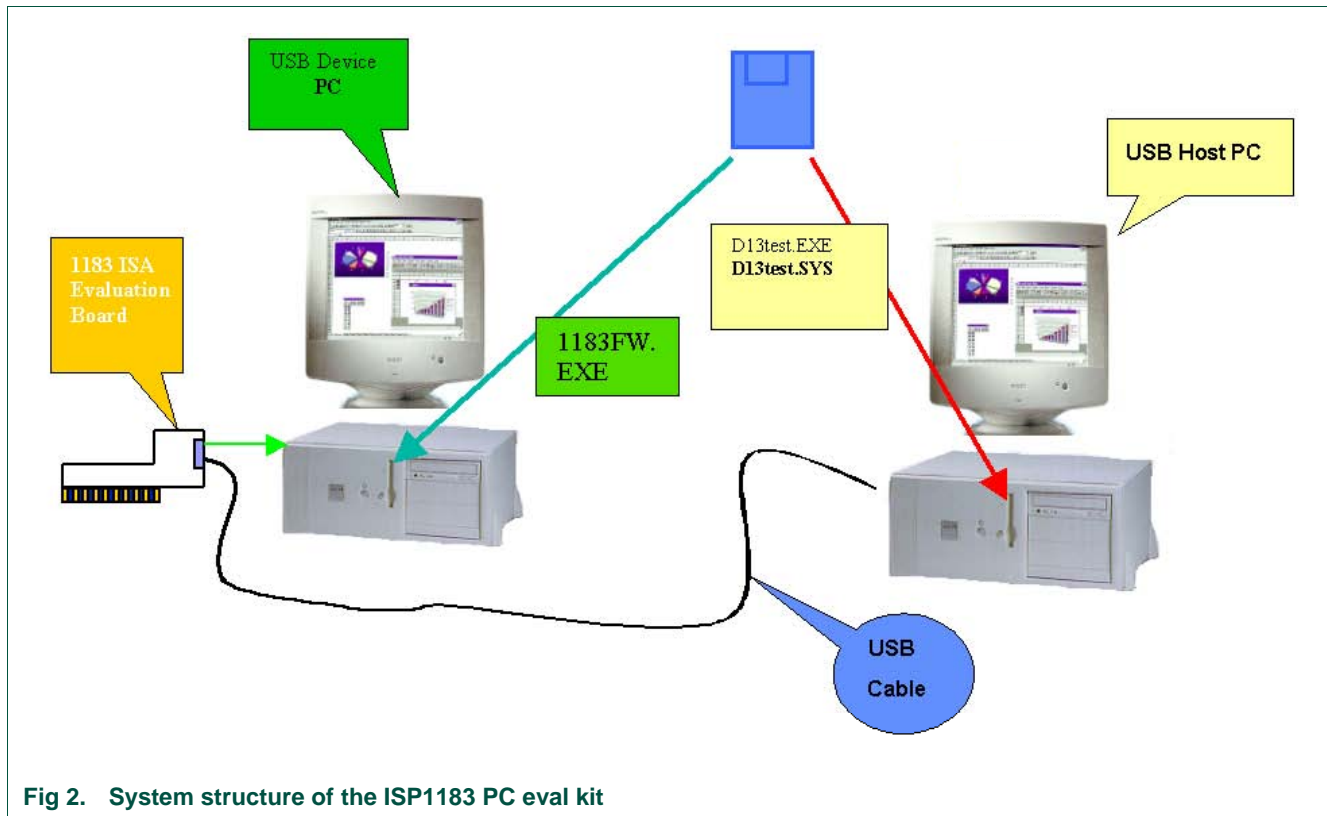 USB Device
PC
USB Host PC
D13test.EXE
D13test.SYS
1183 ISA
Evaluation
Board
1183FW.
EXE
USB
Cable
Fig 2. System structure of the ISP1183 PC eval kit